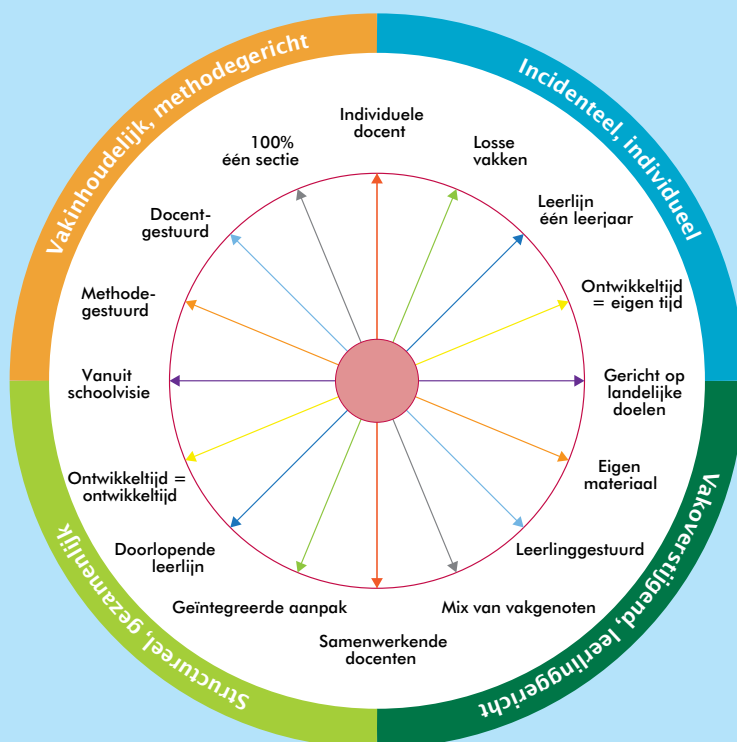 Vakinhoudelijk, methodegericht
Incidenteel, individueel
Vakoverstijgend, leerlinggericht
Structureel, gezamenlijk
Individuele
docent
Losse
vakken
Leerlijn
één leerjaar
Ontwikkeltijd
= eigen tijd
Gericht op
landelijke
doelen
Eigen
materiaal
Leerlinggestuurd
Mix van vakgenoten
Samenwerkende
docenten
Geïntegreerde aanpak
Doorlopende
leerlijn
Ontwikkeltijd =
ontwikkeltijd
Vanuit
schoolvisie
Methode-
gestuurd
Docent-
gestuurd
100%
één sectie